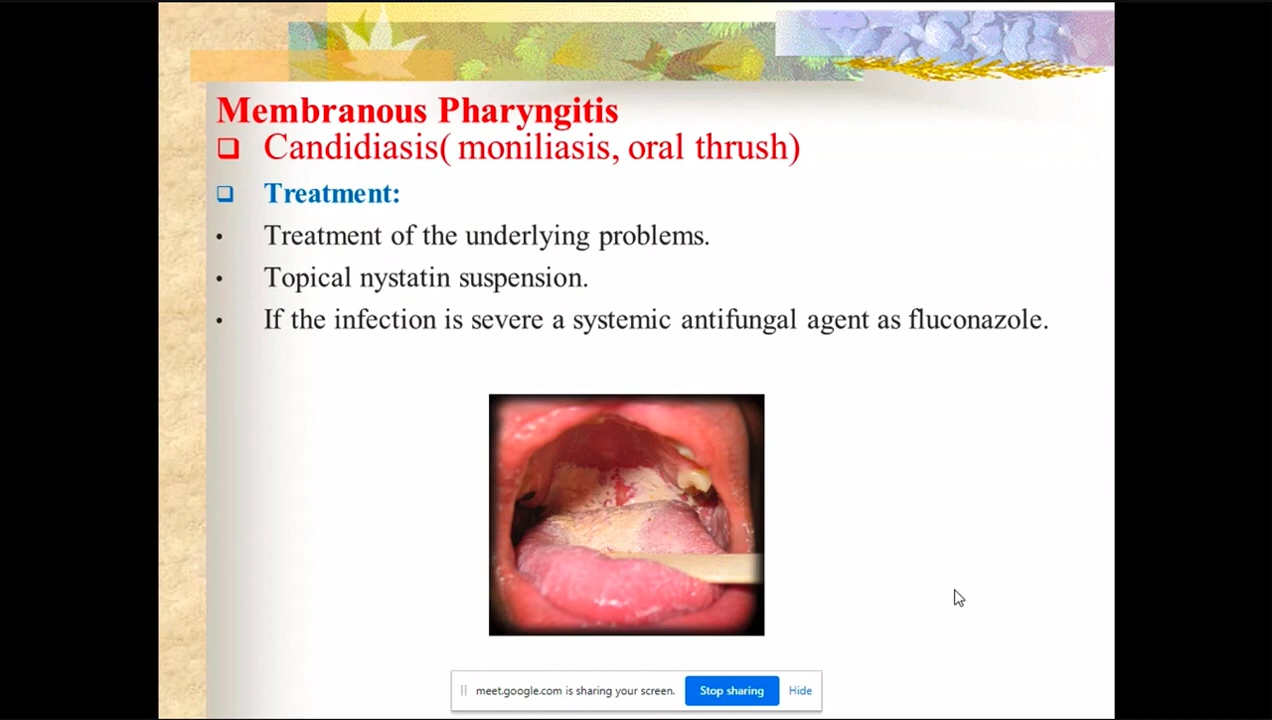 Membranous Pharyngitis
Candidiasis( moniliasis, oral thrush)
Treatment:
Treatment of the underlying problems.
Topical nystatin suspension.
If the infection is severe a systemic antifungal agent as fluconazole.
meet.google.com is sharing your screen. Stop sharing Hide